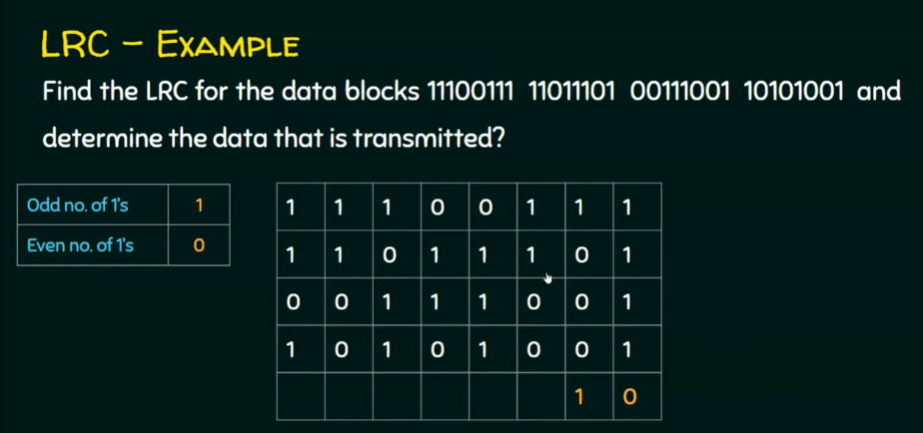 LRC – EXAMPLE
Find the LRC for the data blocks 11100111 11011101 00111001 10101001 and
determine the data that is transmitted?
Odd no. of 1's 1
Even no. of 1's 0
1 1 1 0 0 1 1 1
1 1 0 1 1 1 0 1
0 0 1 1 1 0 0 1
1 0 1 0 1 0 0 1
1 0